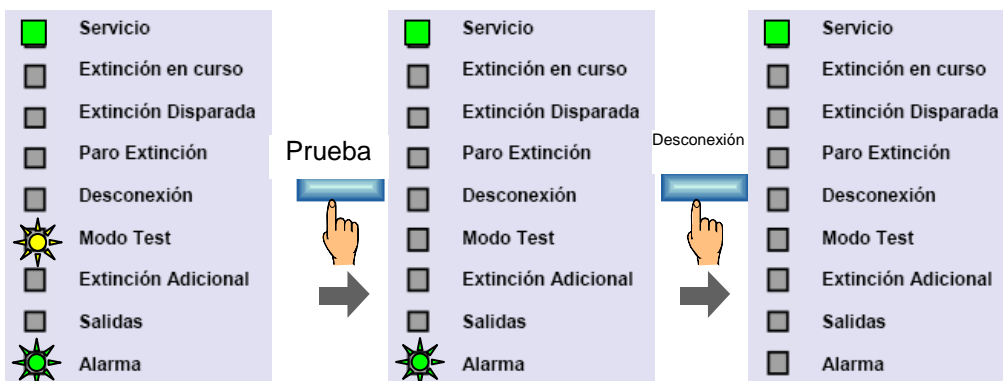 Servicio
Extinción en curso
Extinción Disparada
Paro Extinción
Desconexión
Modo Test
Extinción Adicional
Salidas
Alarma
Prueba
Servicio
Extinción en curso
Extinción Disparada
Paro Extinción
Desconexión
Modo Test
Extinción Adicional
Salidas
Alarma
Desconexión
Servicio
Extinción en curso
Extinción Disparada
Paro Extinción
Desconexión
Modo Test
Extinción Adicional
Salidas
Alarma